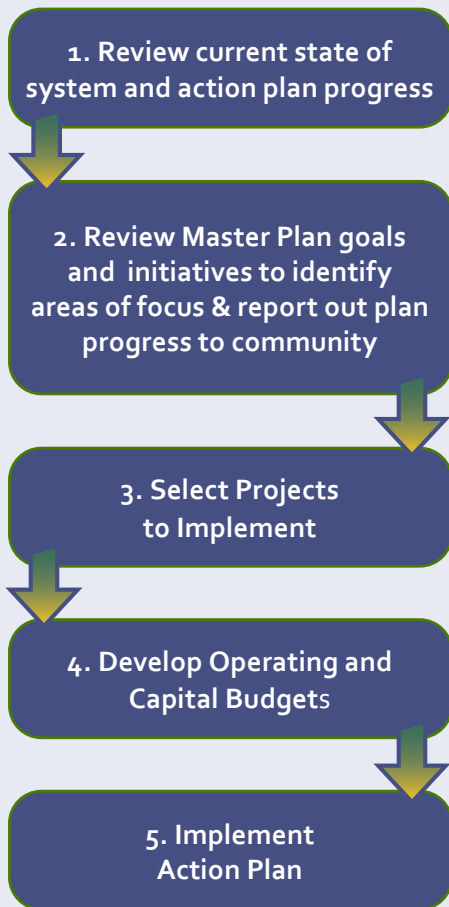 1. Review current state of
system and action plan progress
2. Review Master Plan goals
and initiatives to identify
areas of focus & report out plan
progress to community
3. Select Projects
to Implement
4. Develop Operating and
Capital Budgets
5. Implement
Action Plan